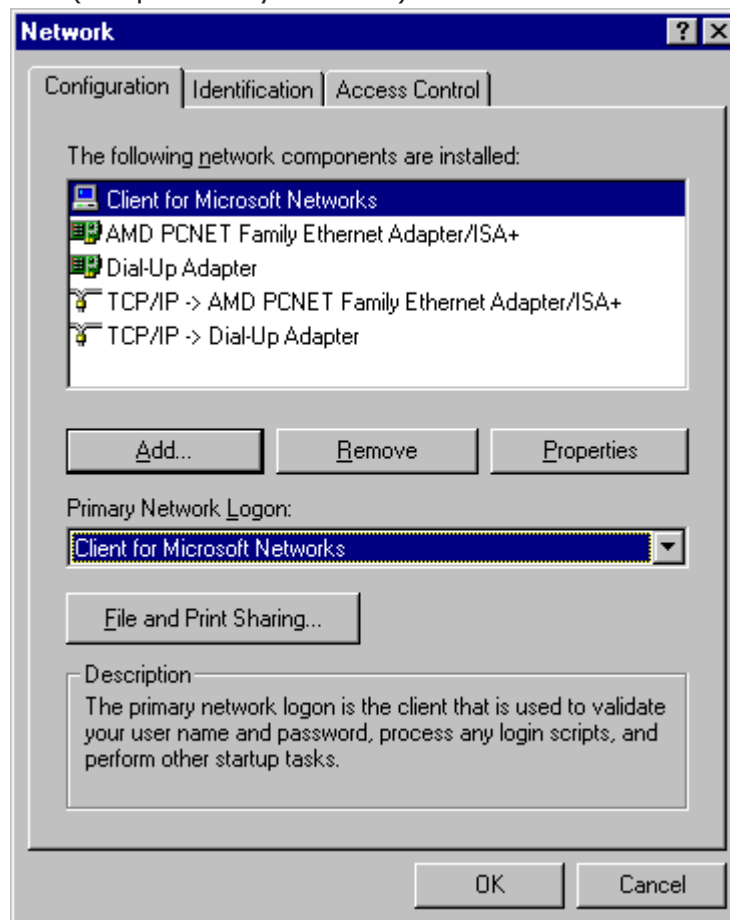 Network
Configuration Identification Access Control
The following network components are installed:
Client for Microsoft Networks
AMD PCNET Family Ethernet Adapter/ISA+
Dial-Up Adapter
TCP/IP -> AMD PCNET Family Ethernet Adapter/ISA+
TCP/IP -> Dial-Up Adapter
Add... Remove Properties
Primary Network Logon:
Client for Microsoft Networks
File and Print Sharing...
Description
The primary network logon is the client that is used to validate
your user name and password, process any login scripts, and
perform other startup tasks.
OK Cancel